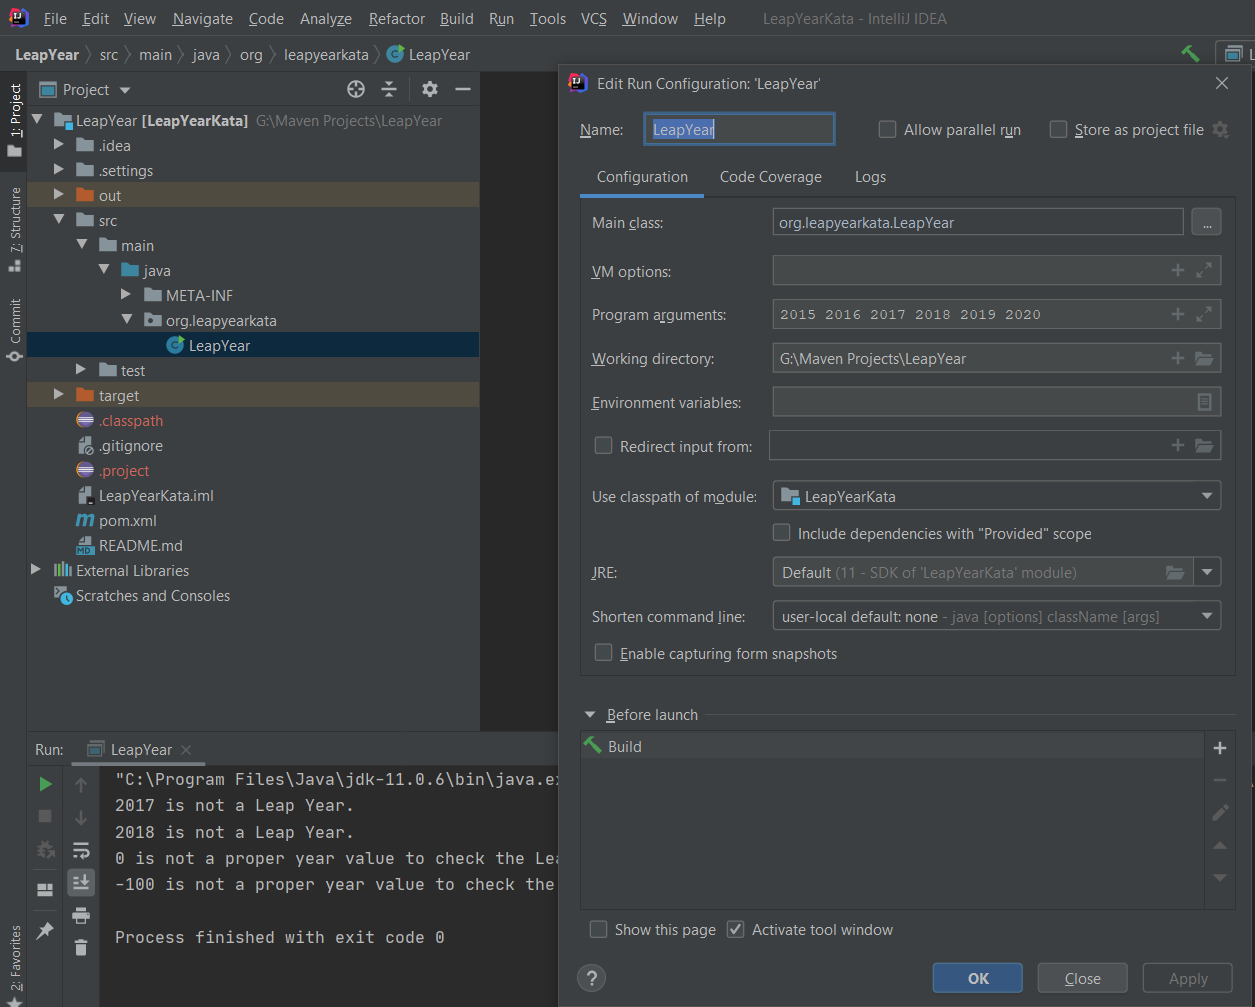 File Edit View Navigate Code Analyze Refactor Build Run Tools VCS Window Help LeapYearKata - IntelliJ IDEA
LeapYear src main java org leapyearkata LeapYear
1: Project
7: Structure
Commit
2: Favorites
Project
LeapYear [LeapYearKata] G:\Maven Projects\LeapYear
.idea
.settings
out
src
main
java
META-INF
org.leapyearkata
LeapYear
test
target
.classpath
.gitignore
.project
LeapYearKata.iml
pom.xml
README.md
External Libraries
Scratches and Consoles
Run: LeapYear
"C:\Program Files\Java\jdk-11.0.6\bin\java.ex
2017 is not a Leap Year.
2018 is not a Leap Year.
0 is not a proper year value to check the Lea
-100 is not a proper year value to check the
Process finished with exit code 0
Edit Run Configuration: 'LeapYear'
Name: LeapYear Allow parallel run Store as project file
Configuration Code Coverage Logs
Main class: org.leapyearkata.LeapYear ...
VM options:
Program arguments: 2015 2016 2017 2018 2019 2020
Working directory: G:\Maven Projects\LeapYear
Environment variables:
Redirect input from:
Use classpath of module: LeapYearKata
Include dependencies with "Provided" scope
JRE: Default (11 - SDK of 'LeapYearKata' module)
Shorten command line: user-local default: none - java [options] className [args]
Enable capturing form snapshots
Before launch
Build
Show this page Activate tool window
? OK Close Apply